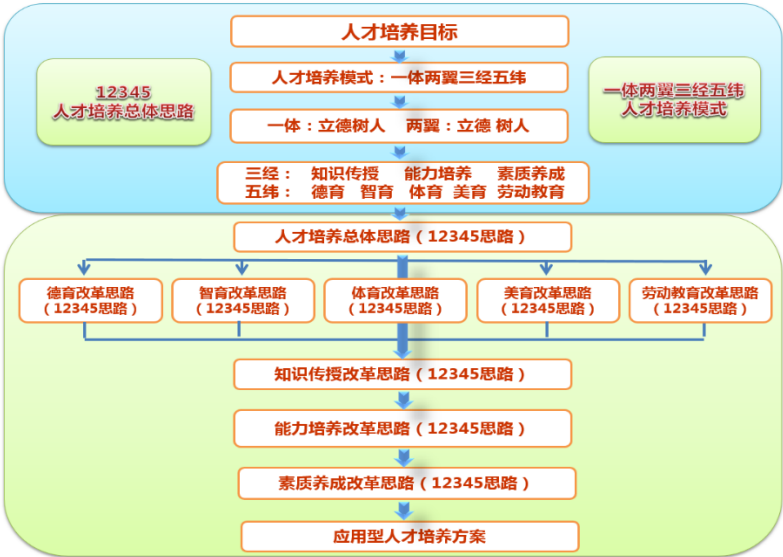 人才培养目标
12345
人才培养总体思路
人才培养模式：一体两翼三经五纬
一体两翼三经五纬
人才培养模式
一体：立德树人 两翼：立德 树人
三经： 知识传授 能力培养 素质养成
五纬： 德育 智育 体育 美育 劳动教育
人才培养总体思路（12345思路）
德育改革思路
（12345思路）
智育改革思路
（12345思路）
体育改革思路
（12345思路）
美育改革思路
（12345思路）
劳动教育改革思路
（12345思路）
知识传授改革思路（12345思路）
能力培养改革思路（12345思路）
素质养成改革思路（12345思路）
应用型人才培养方案